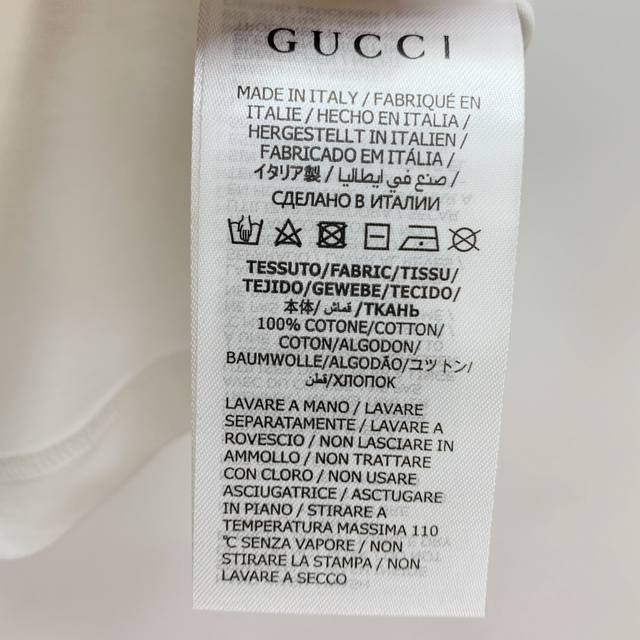 GUCCI
MADE IN ITALY / FABRIQUÉ EN
ITALIE / HECHO EN ITALIA /
HERGESTELLT IN ITALIEN /
FABRICADO EM ITÁLIA /
イタリア製 / صنع في ايطاليا /
СДЕЛАНО В ИТАЛИИ
TESSUTO/FABRIC/TISSU/
TEJIDO/GEWEBE/TECIDO/
本体/ قماش /ТКАНЬ
100% COTONE/COTTON/
COTON/ALGODON/
BAUMWOLLE/ALGODÃO/ユットン/
قطن/ХЛОПОК
LAVARE A MANO / LAVARE
SEPARATAMENTE / LAVARE A
ROVESCIO / NON LASCIARE IN
AMMOLLO / NON TRATTARE
CON CLORO / NON USARE
ASCIUGATRICE / ASCTUGARE
IN PIANO / STIRARE A
TEMPERATURA MASSIMA 110
℃ SENZA VAPORE / NON
STIRARE LA STAMPA / NON
LAVARE A SECCO